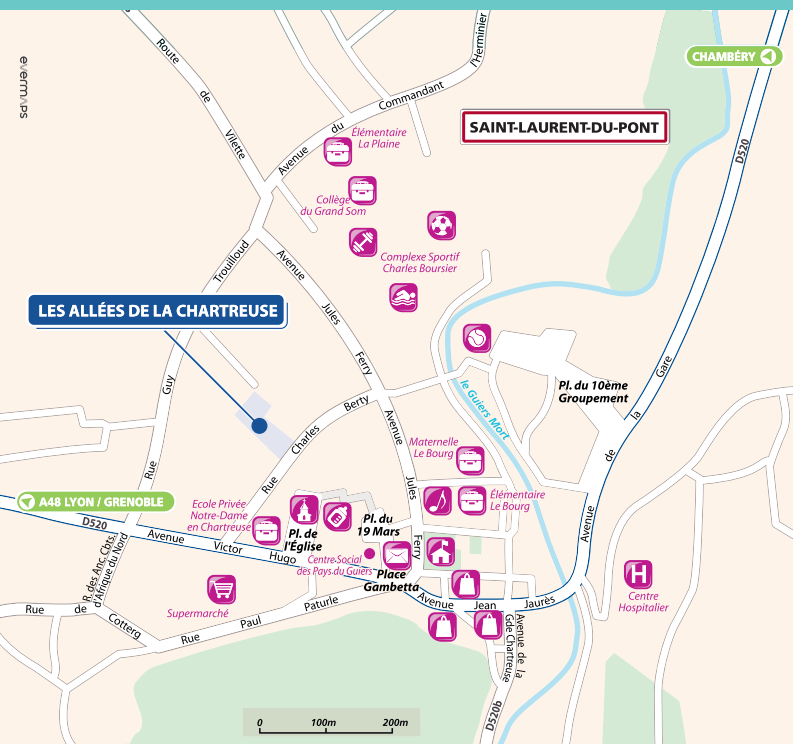 evermaps
CHAMBÉRY
SAINT-LAURENT-DU-PONT
D520
Route
de
Vilette
Avenue
du
Commandant
l'Herminier
Élémentaire
La Plaine
Collège
du Grand Som
Complexe Sportif
Charles Boursier
Trouilloud
Guy
Rue
Avenue
Jules
Ferry
LES ALLÉES DE LA CHARTREUSE
Rue
Charles
Berty
Avenue
Jules
Ferry
le Guiers Mort
Pl. du 10ème
Groupement
Avenue
de
la
Gare
Maternelle
Le Bourg
Élémentaire
Le Bourg
A48 LYON / GRENOBLE
D520
Avenue
Victor
Hugo
Ecole Privée
Notre-Dame
en Chartreuse
Pl. de
l'Église
Pl. du
19 Mars
Centre Social
des Pays du Guiers
Place
Gambetta
R. des Anc. Cbts.
d'Afrique du Nord
Supermarché
Centre
Hospitalier
Rue
de
Cotterg
Rue
Paul
Paturle
Avenue
Jean
Jaurès
Avenue de la
Gde Chartreuse
D520b
0
100m
200m